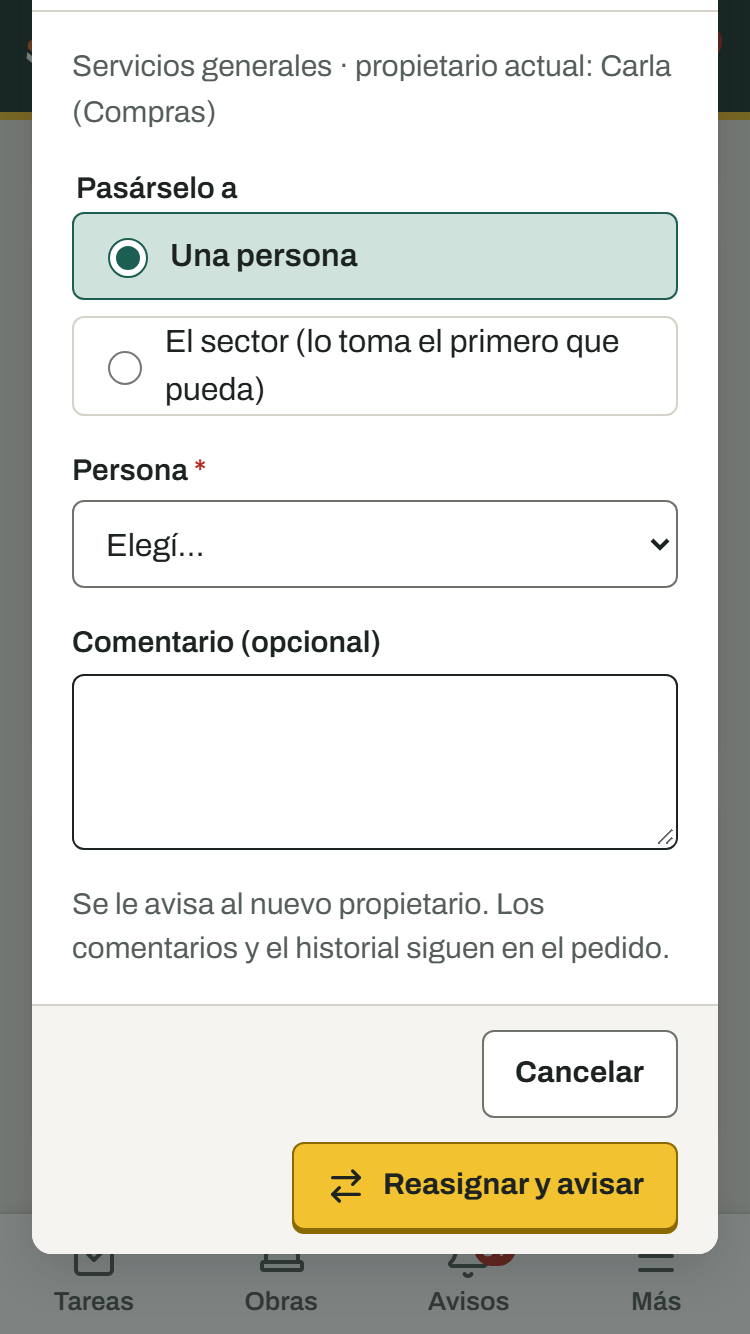 Servicios generales · propietario actual: Carla
(Compras)
Pasárselo a
Una persona
El sector (lo toma el primero que
pueda)
Persona *
Elegí...
Comentario (opcional)
Se le avisa al nuevo propietario. Los
comentarios y el historial siguen en el pedido.
Cancelar
Reasignar y avisar
Tareas
Obras
Avisos
Más